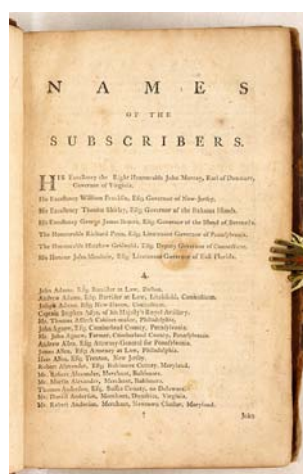 NAMES
OF THE
SUBSCRIBERS.
HIS Excellency the Right Honourable John Murray, Earl of Dunmore,
Governor of Virginia.
His Excellency William Franklin, Esq; Governor of New-Jersey.
His Excellency Thomas Shirley, Esq; Governor of the Bahama Islands.
His Excellency George James Bruere, Esq; Governor of the Island of Bermuda.
The Honourable Richard Penn, Esq; Lieutenant Governor of Pennsylvania.
The Honourable Matthew Griswold, Esq; Deputy Governor of Connecticut.
His Honour John Moultrie, Esq; Lieutenant Governor of East Florida.
A.
John Adams, Esq; Barrister at Law, Boston.
Andrew Adams, Esq; Barrister at Law, Litchfield, Connecticut.
Joseph Adams, Esq; New-Haven, Connecticut.
Captain Stephen Adye, of his Majesty's Royal Artillery.
Mr. Thomas Affleck Cabinet-maker, Philadelphia.
John Agnew, Esq; Cumberland County, Pennsylvania.
Mr. John Agnew, Cumberland County, Pennsylvania.
Andrew Allen, Esq; Attorney-General for Pennsylvania.
James Allen, Esq; Attorney at Law, Philadelphia.
Isaac Allen, Esq; Trenton, New Jersey.
Robert Alexander, Esq; Baltimore County, Maryland.
Mr. Robert Alexander, Merchant, Baltimore.
Mr. Martin Alexander, Merchant, Baltimore.
Thomas Anderson, Esq; Sussex County, on Delaware.
Mr. David Anderson, Merchant, Dumfries, Virginia.
Mr. Robert Anderson, Merchant, Newtown Chester, Maryland.
John